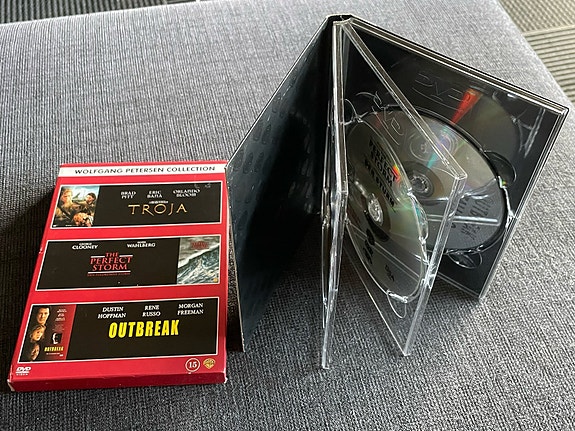 WOLFGANG PETERSEN COLLECTION
BRAD PITT
ERIC BANA
ORLANDO BLOOM
TROJA
CLOONEY
WAHLBERG
THE PERFECT STORM
DUSTIN HOFFMAN
RENE RUSSO
MORGAN FREEMAN
OUTBREAK
OUTBREAK
DVD
15
DVD